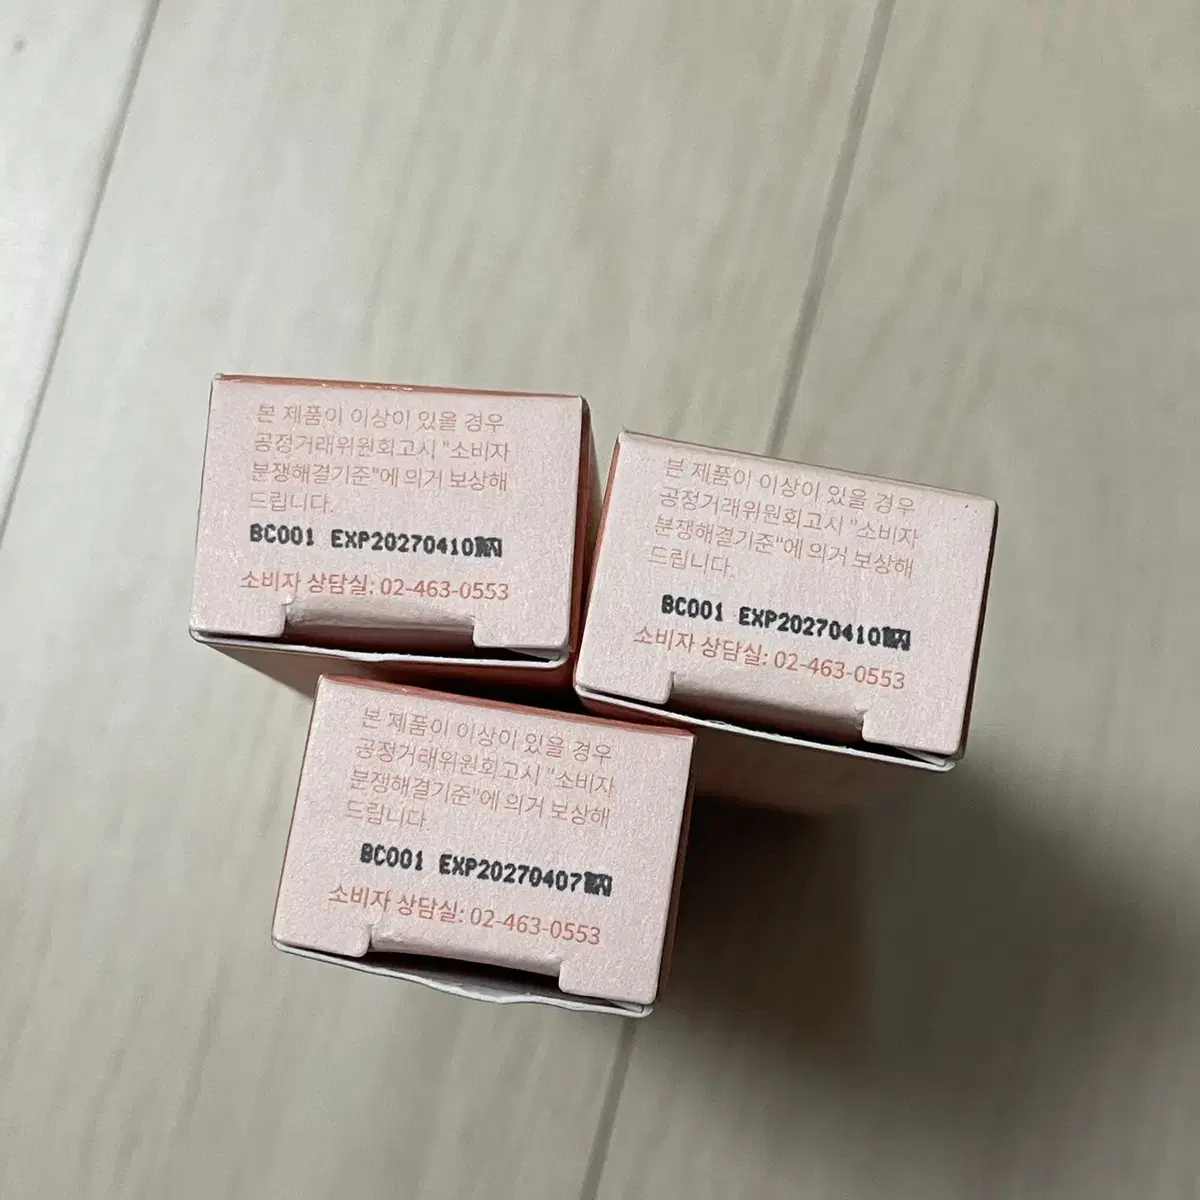 본 제품이 이상이 있을 경우
공정거래위원회고시 "소비자
분쟁해결기준"에 의거 보상해
드립니다.
BC001 EXP20270410
소비자 상담실: 02-463-0553
본 제품이 이상이 있을 경우
공정거래위원회고시 "소비자
분쟁해결기준"에 의거 보상해
드립니다.
BC001 EXP20270410
소비자 상담실: 02-463-0553
본 제품이 이상이 있을 경우
공정거래위원회고시 "소비자
분쟁해결기준"에 의거 보상해
드립니다.
BC001 EXP20270407
소비자 상담실: 02-463-0553